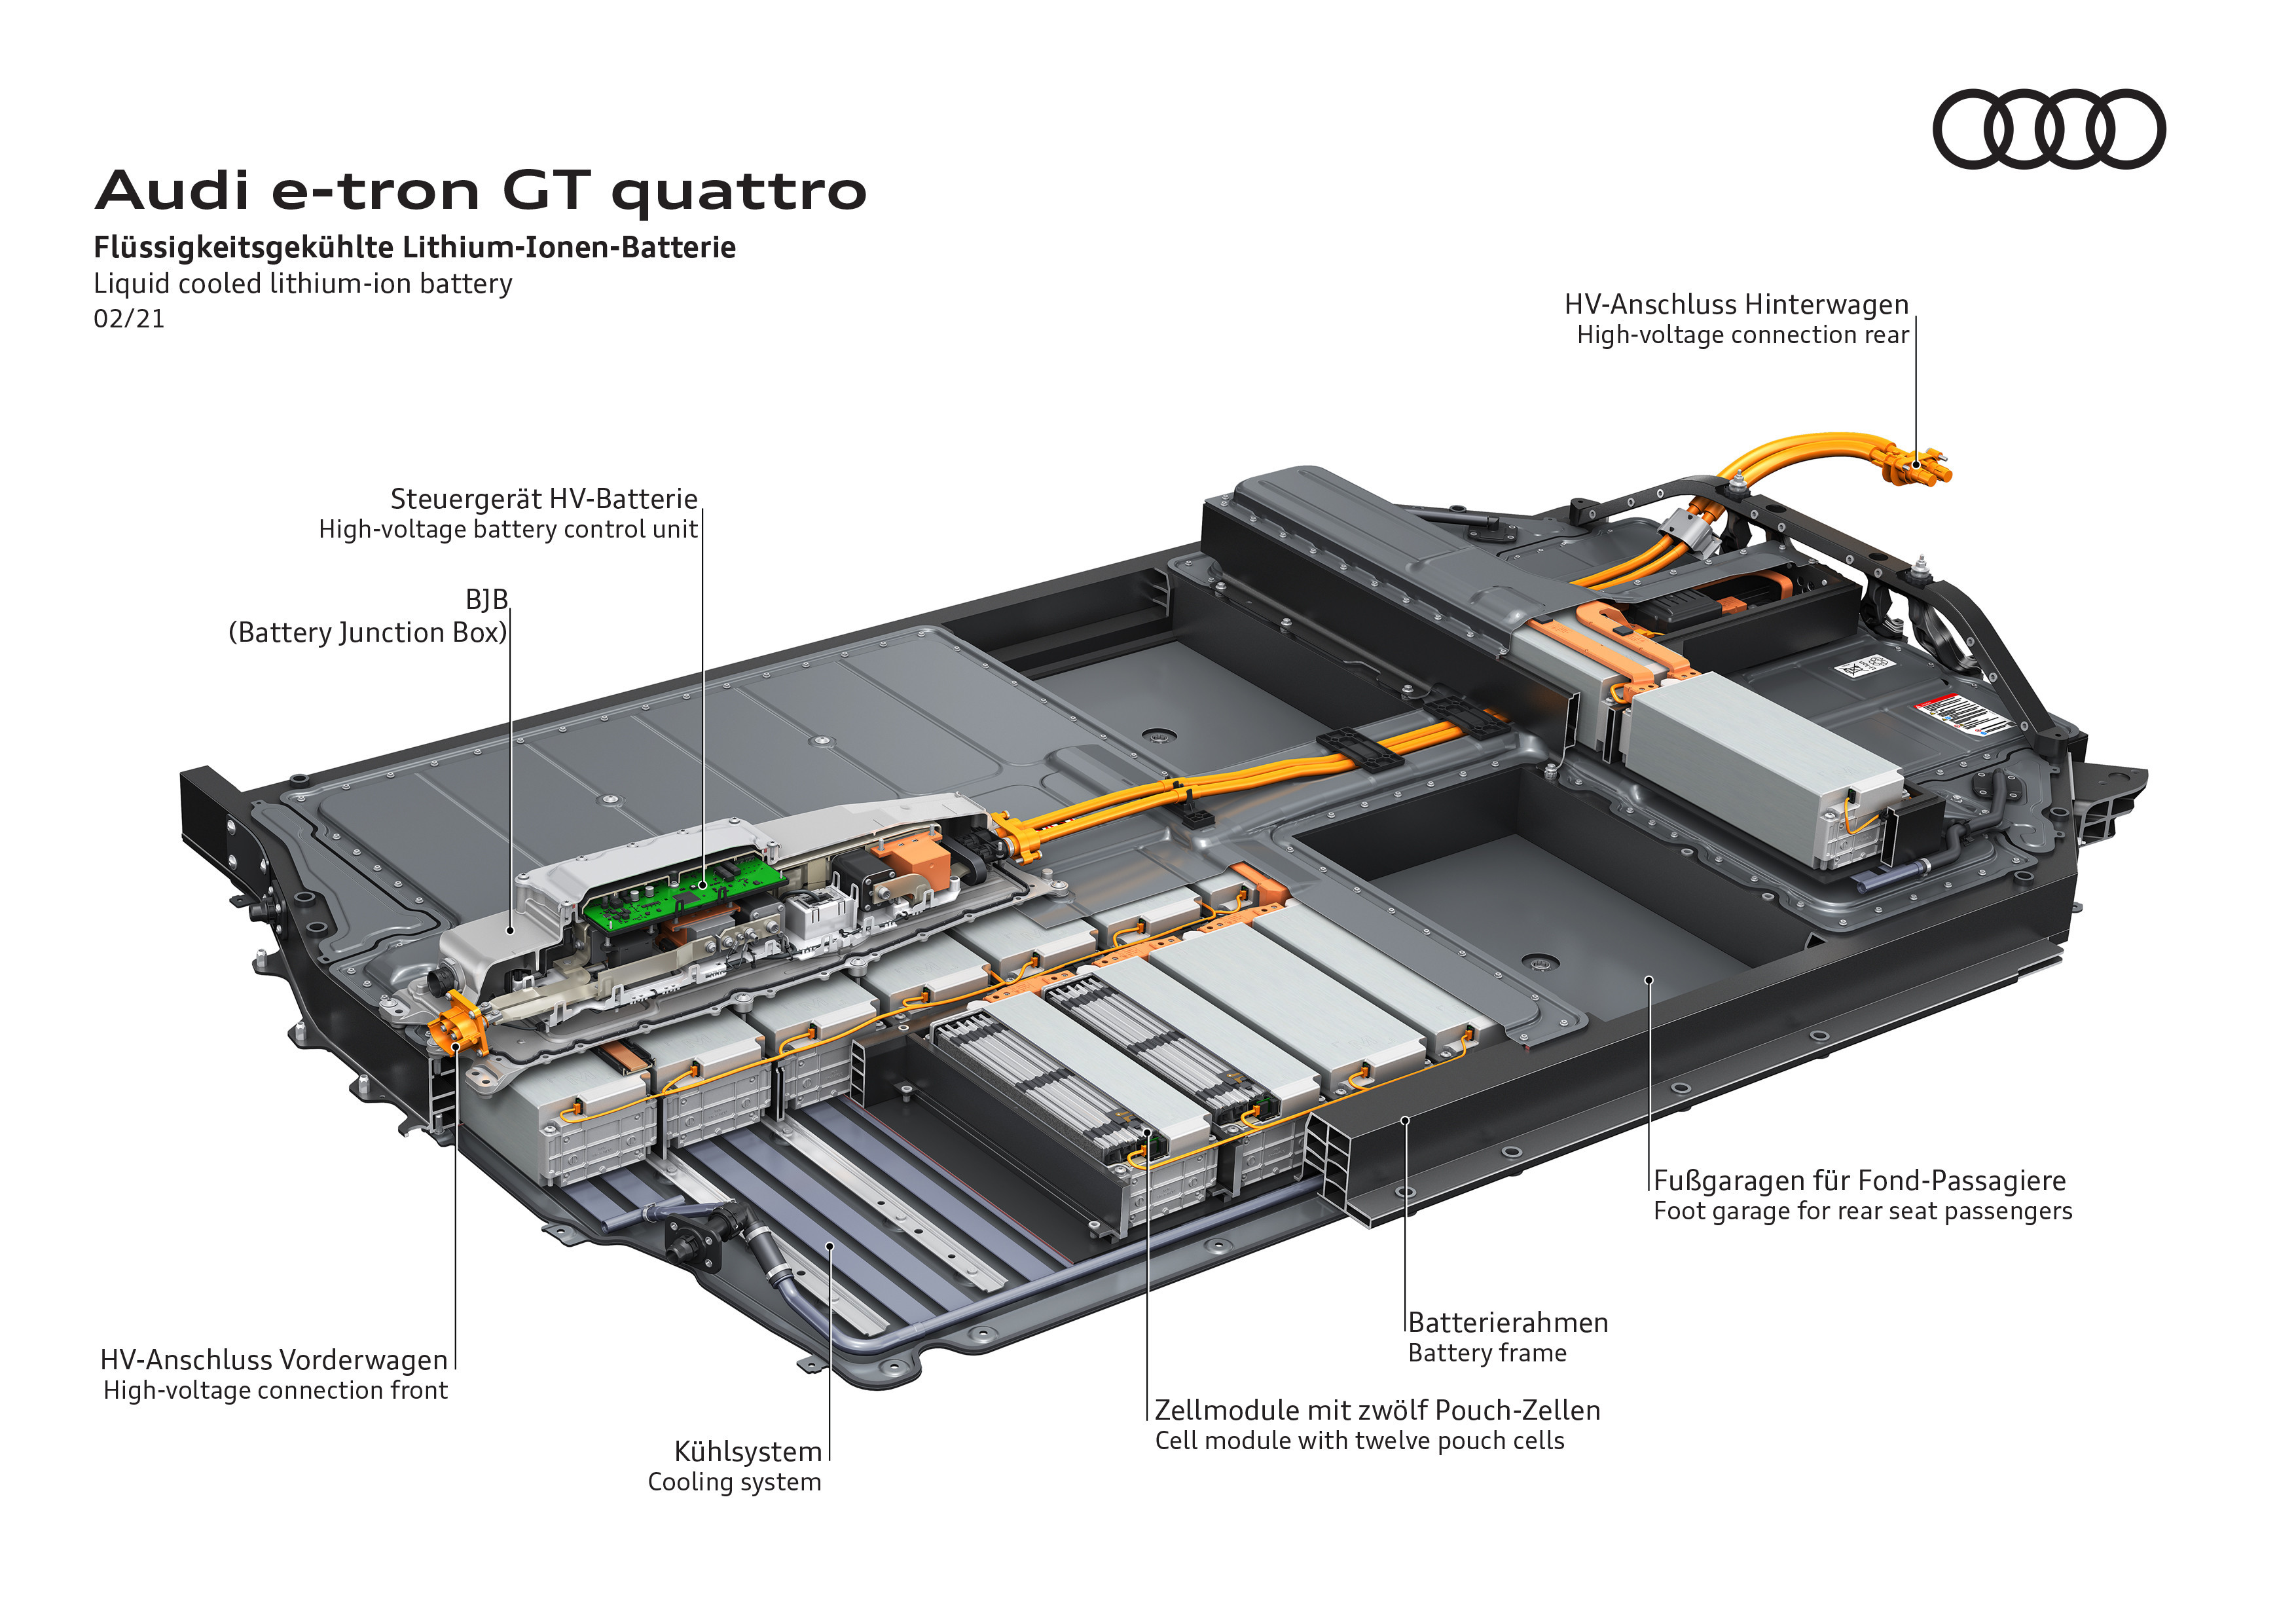 Audi e-tron GT quattro
Flüssigkeitsgekühlte Lithium-Ionen-Batterie
Liquid cooled lithium-ion battery
02/21
HV-Anschluss Hinterwagen
High-voltage connection rear
Steuergerät HV-Batterie
High-voltage battery control unit
BJB
(Battery Junction Box)
Fußgaragen für Fond-Passagiere
Foot garage for rear seat passengers
Batterierahmen
Battery frame
HV-Anschluss Vorderwagen
High-voltage connection front
Zellmodule mit zwölf Pouch-Zellen
Cell module with twelve pouch cells
Kühlsystem
Cooling system